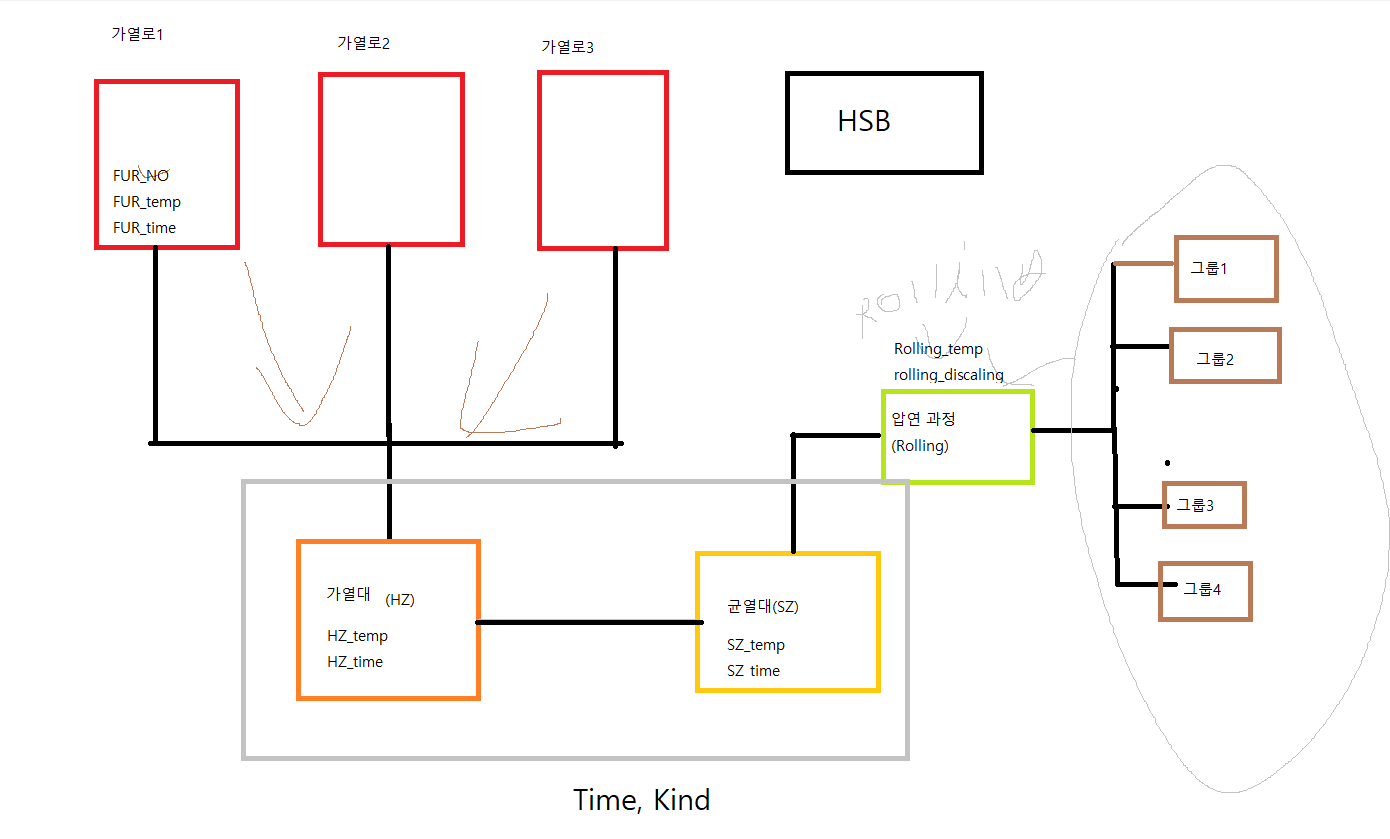 가열로1
가열로2
가열로3
HSB
FUR_NO
FUR_temp
FUR_time
Rolling
Rolling_temp
rolling_discaling
압연 과정
(Rolling)
그룹1
그룹2
그룹3
그룹4
가열대 (HZ)
HZ_temp
HZ_time
균열대(SZ)
SZ_temp
SZ time
Time, Kind